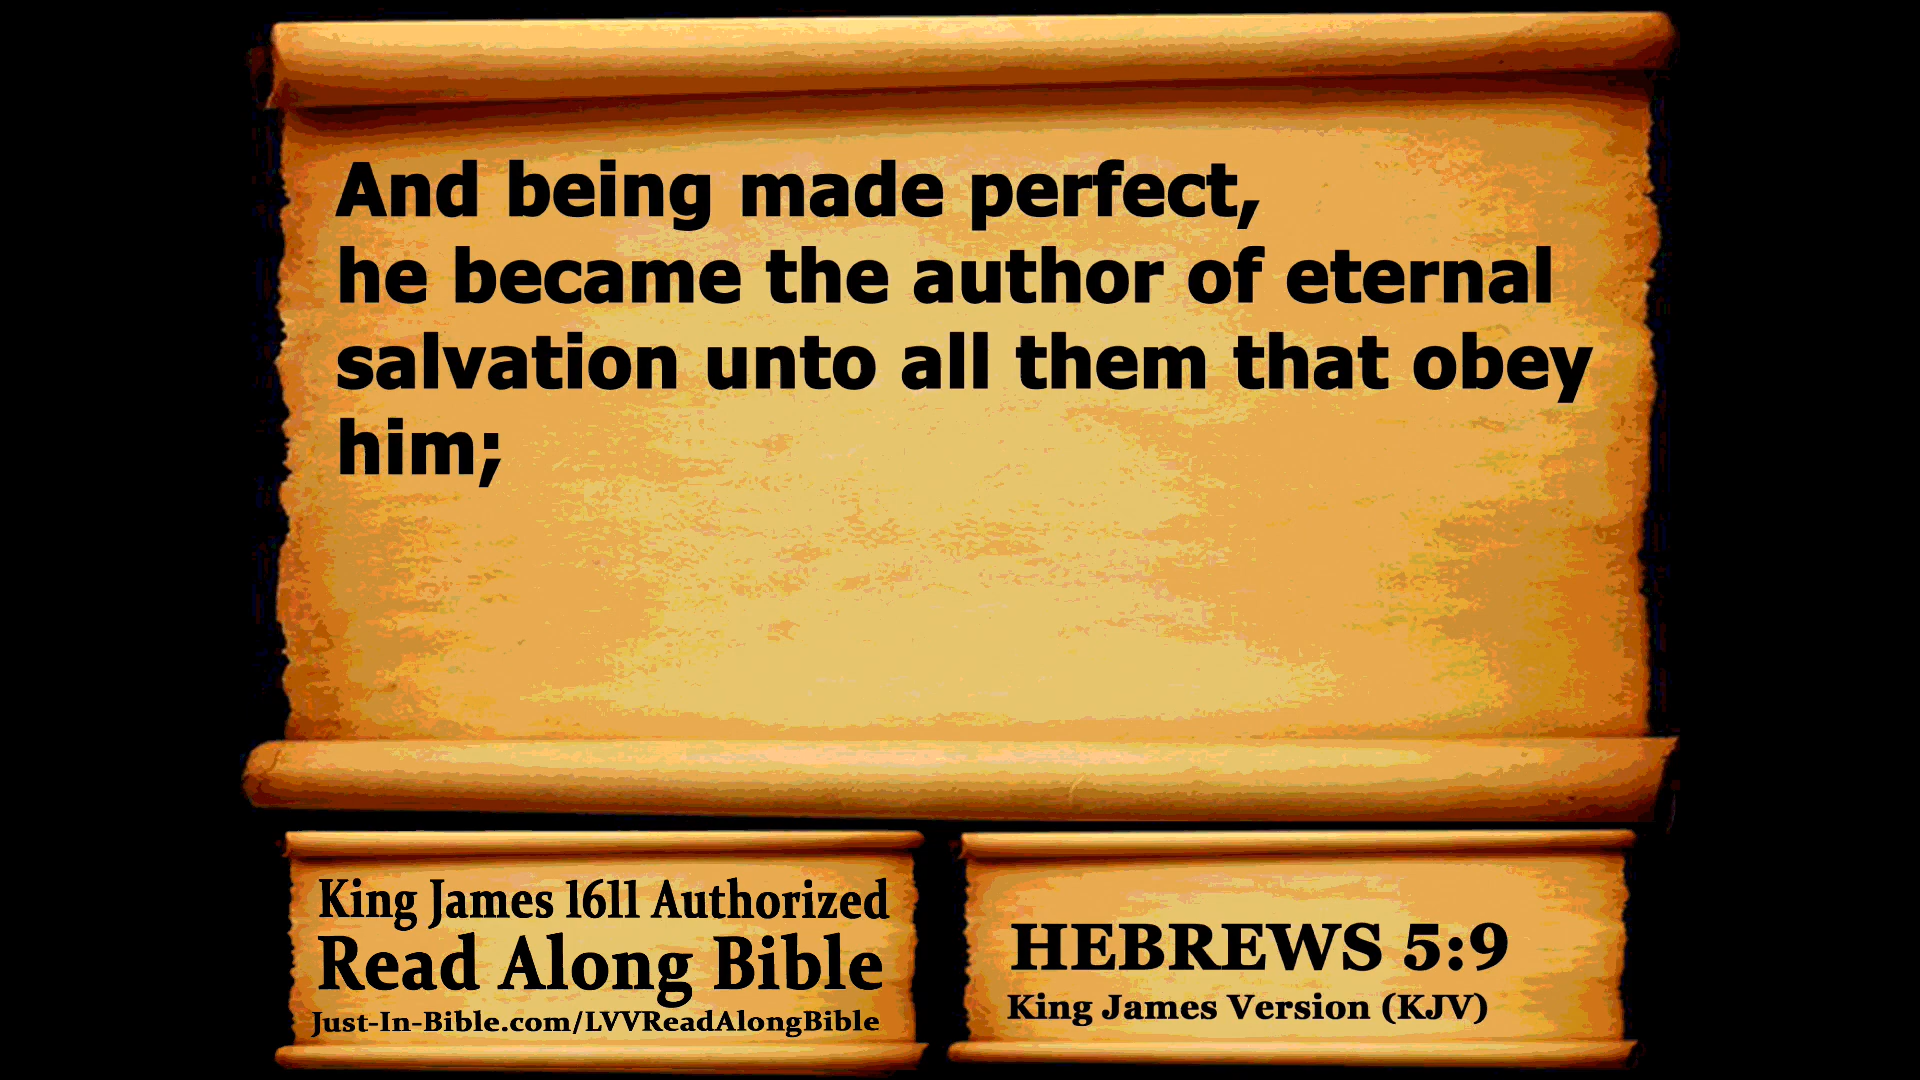 And being made perfect,
he became the author of eternal
salvation unto all them that obey
him;
King James 1611 Authorized
Read Along Bible
Just-In-Bible.com/LVVReadAlongBible
HEBREWS 5:9
King James Version (KJV)